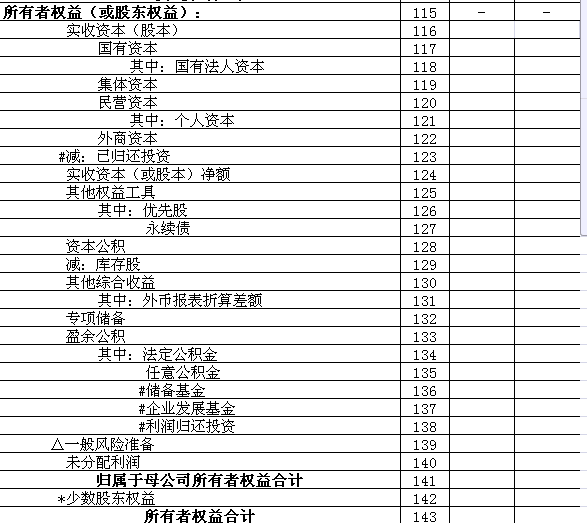 所有者权益（或股东权益）： 115 － －
实收资本（股本） 116
国有资本 117
其中：国有法人资本 118
集体资本 119
民营资本 120
其中：个人资本 121
外商资本 122
#减：已归还投资 123
实收资本（或股本）净额 124
其他权益工具 125
其中：优先股 126
永续债 127
资本公积 128
减：库存股 129
其他综合收益 130
其中：外币报表折算差额 131
专项储备 132
盈余公积 133
其中：法定公积金 134
任意公积金 135
#储备基金 136
#企业发展基金 137
#利润归还投资 138
△一般风险准备 139
未分配利润 140
归属于母公司所有者权益合计 141
*少数股东权益 142
所有者权益合计 143